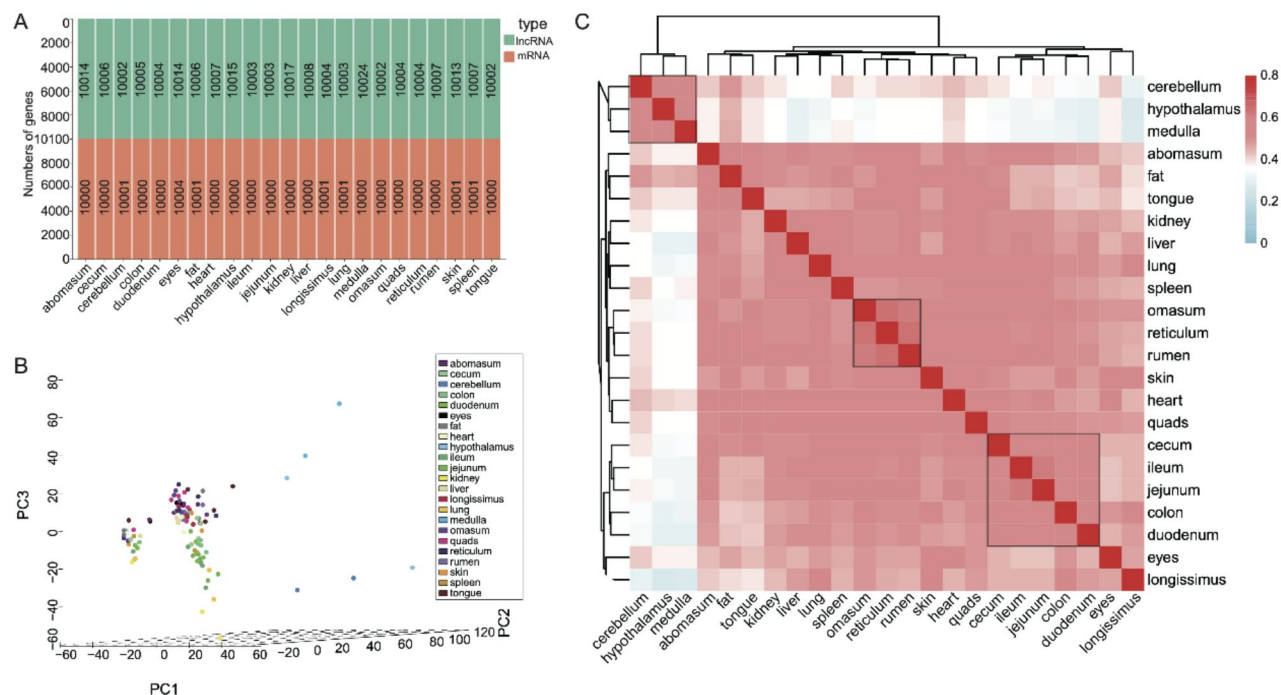 A
type
lncRNA
mRNA
Numbers of genes
0
2000
4000
6000
8000
10100
8000
6000
4000
2000
0
10014
10006
10002
10005
10004
10014
10006
10007
10015
10003
10003
10017
10008
10004
10003
10024
10002
10004
10004
10007
10013
10007
10002
10000
10000
10001
10000
10000
10004
10001
10000
10000
10000
10000
10000
10000
10001
10001
10000
10000
10000
10000
10000
10001
10001
10000
abomasum
cecum
cerebellum
colon
duodenum
eyes
fat
heart
hypothalamus
ileum
jejunum
kidney
liver
longissimus
lung
medulla
omasum
quads
reticulum
rumen
skin
spleen
tongue
B
PC3
80
60
40
20
0
−20
−40
−60
−60 −40 −20 0 20 40 60 80 100 120
0 20 40 60 80 100 120
PC1
PC2
abomasum
cecum
cerebellum
colon
duodenum
eyes
fat
heart
hypothalamus
ileum
jejunum
kidney
liver
longissimus
lung
medulla
omasum
quads
reticulum
rumen
skin
spleen
tongue
C
cerebellum
hypothalamus
medulla
abomasum
fat
tongue
kidney
liver
lung
spleen
omasum
reticulum
rumen
skin
heart
quads
cecum
ileum
jejunum
colon
duodenum
eyes
longissimus
0.8
0.6
0.4
0.2
0
cerebellum
hypothalamus
medulla
abomasum
fat
tongue
kidney
liver
lung
spleen
omasum
reticulum
rumen
skin
heart
quads
cecum
ileum
jejunum
colon
duodenum
eyes
longissimus